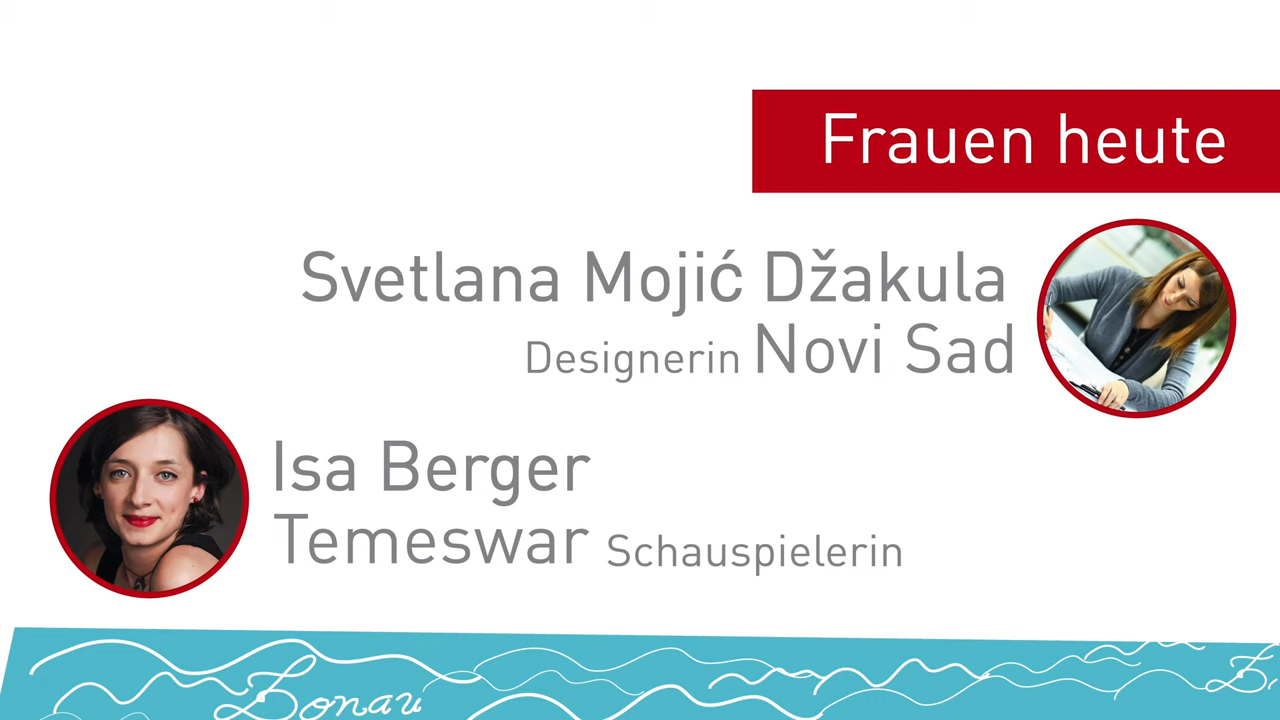 Frauen heute
Svetlana Mojić Džakula
Designerin Novi Sad
Isa Berger
Temeswar Schauspielerin
Donau